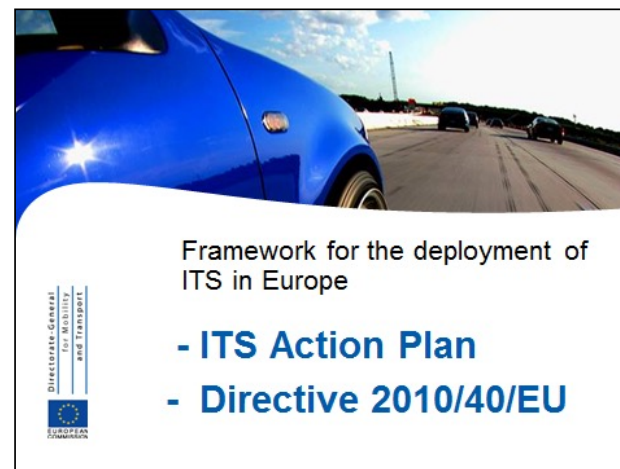 Framework for the deployment of
ITS in Europe
- ITS Action Plan
- Directive 2010/40/EU
Directorate-General
for Mobility
and Transport
EUROPEAN
COMMISSION